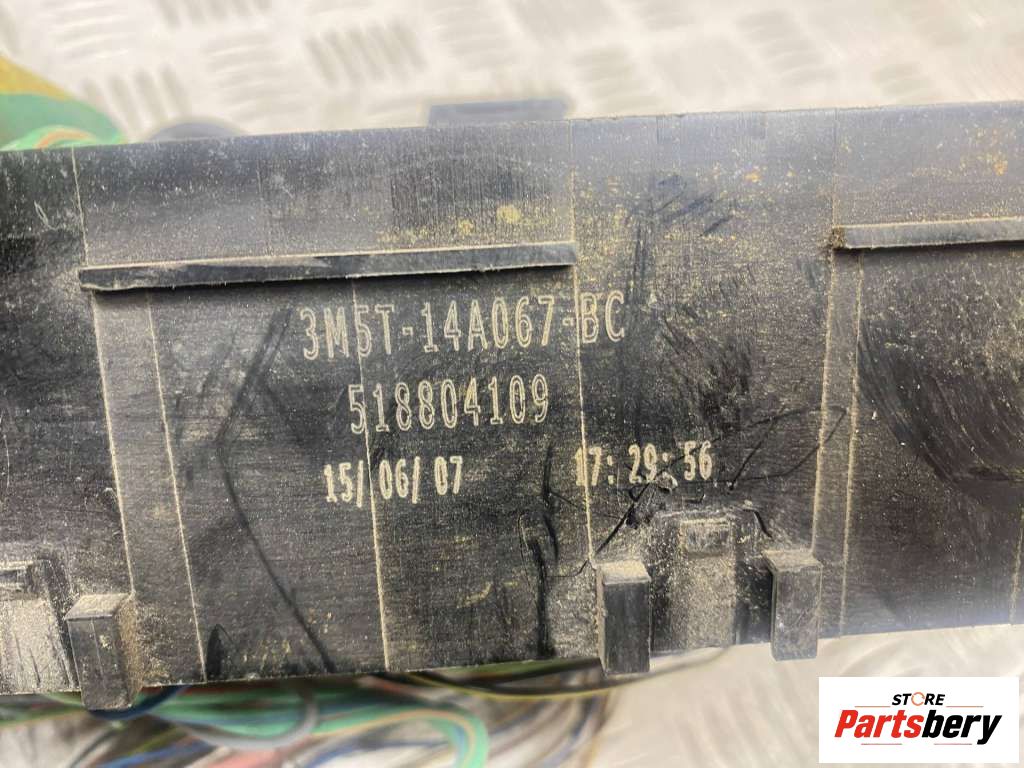 3M5T-14A067-BC
518804109
15/06/07 17:29:56
STORE
Partsbery